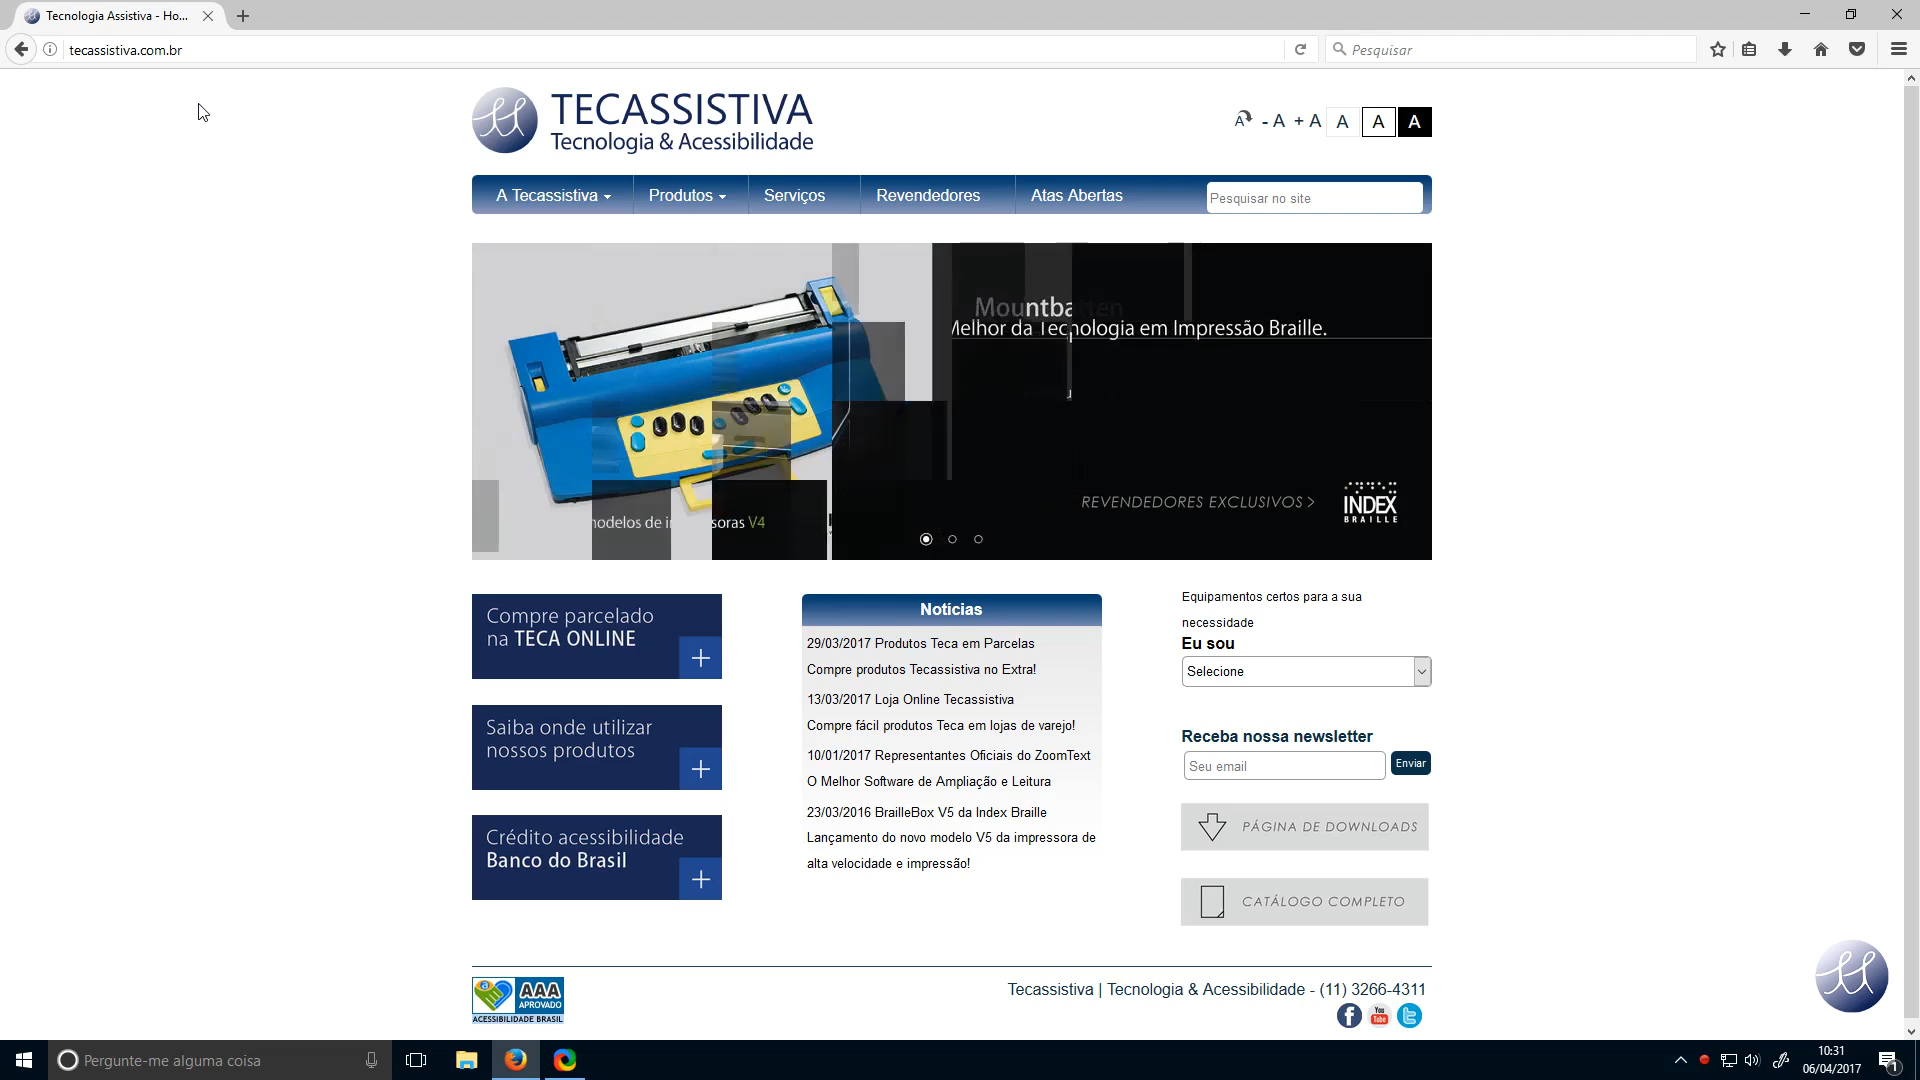 Tecnologia Assistiva - Ho...
tecassistiva.com.br
Pesquisar
TECASSISTIVA
Tecnologia & Acessibilidade
A - A + A A A A
A Tecassistiva
Produtos
Serviços
Revendedores
Atas Abertas
Pesquisar no site
Melhor da Tecnologia em Impressão Braille.
REVENDEDORES EXCLUSIVOS >
INDEX
BRAILLE
modelos de
V4
Compre parcelado
na TECA ONLINE
Saiba onde utilizar
nossos produtos
Crédito acessibilidade
Banco do Brasil
Notícias
29/03/2017 Produtos Teca em Parcelas
Compre produtos Tecassistiva no Extra!
13/03/2017 Loja Online Tecassistiva
Compre fácil produtos Teca em lojas de varejo!
10/01/2017 Representantes Oficiais do ZoomText
O Melhor Software de Ampliação e Leitura
23/03/2016 BrailleBox V5 da Index Braille
Lançamento do novo modelo V5 da impressora de
alta velocidade e impressão!
Equipamentos certos para a sua
necessidade
Eu sou
Selecione
Receba nossa newsletter
Seu email
Enviar
PÁGINA DE DOWNLOADS
CATÁLOGO COMPLETO
AAA
APROVADO
ACESSIBILIDADE BRASIL
Tecassistiva | Tecnologia & Acessibilidade - (11) 3266-4311
You
Tube
Pergunte-me alguma coisa
10:31
06/04/2017
1